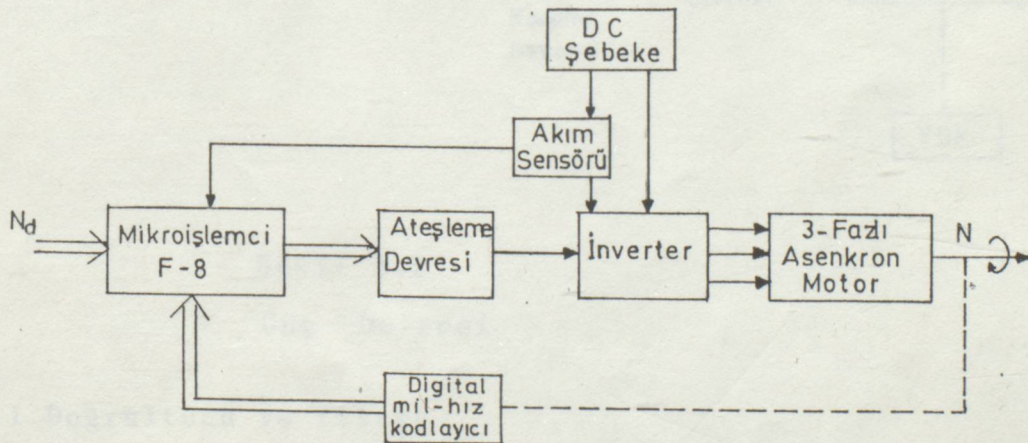 DC
Şebeke
Akım
Sensörü
Nd
Mikroişlemci
F-8
Ateşleme
Devresi
İnverter
3-Fazlı
Asenkron
Motor
N
Digital
mil-hız
kodlayıcı